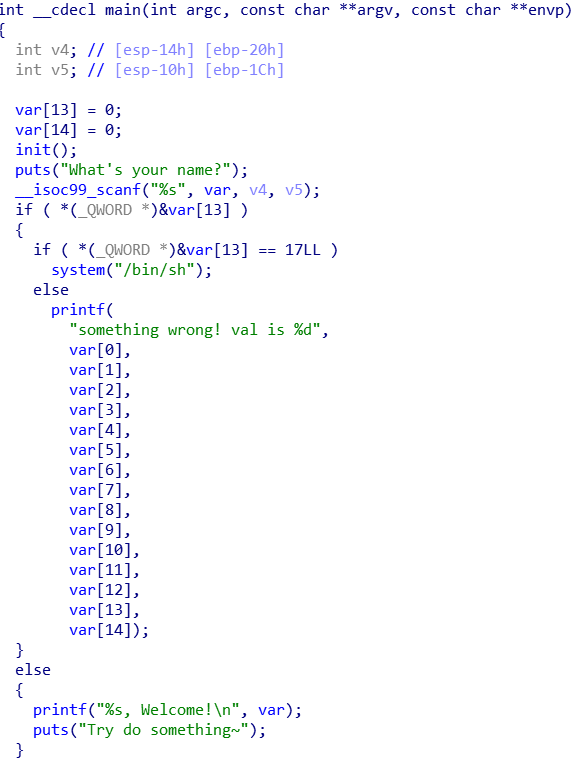 int __cdecl main(int argc, const char **argv, const char **envp)
{
  int v4; // [esp-14h] [ebp-20h]
  int v5; // [esp-10h] [ebp-1Ch]

  var[13] = 0;
  var[14] = 0;
  init();
  puts("What's your name?");
  __isoc99_scanf("%s", var, v4, v5);
  if ( *(_QWORD *)&var[13] )
  {
    if ( *(_QWORD *)&var[13] == 17LL )
      system("/bin/sh");
    else
      printf(
        "something wrong! val is %d",
        var[0],
        var[1],
        var[2],
        var[3],
        var[4],
        var[5],
        var[6],
        var[7],
        var[8],
        var[9],
        var[10],
        var[11],
        var[12],
        var[13],
        var[14]);
  }
  else
  {
    printf("%s, Welcome!\n", var);
    puts("Try do something~");
  }